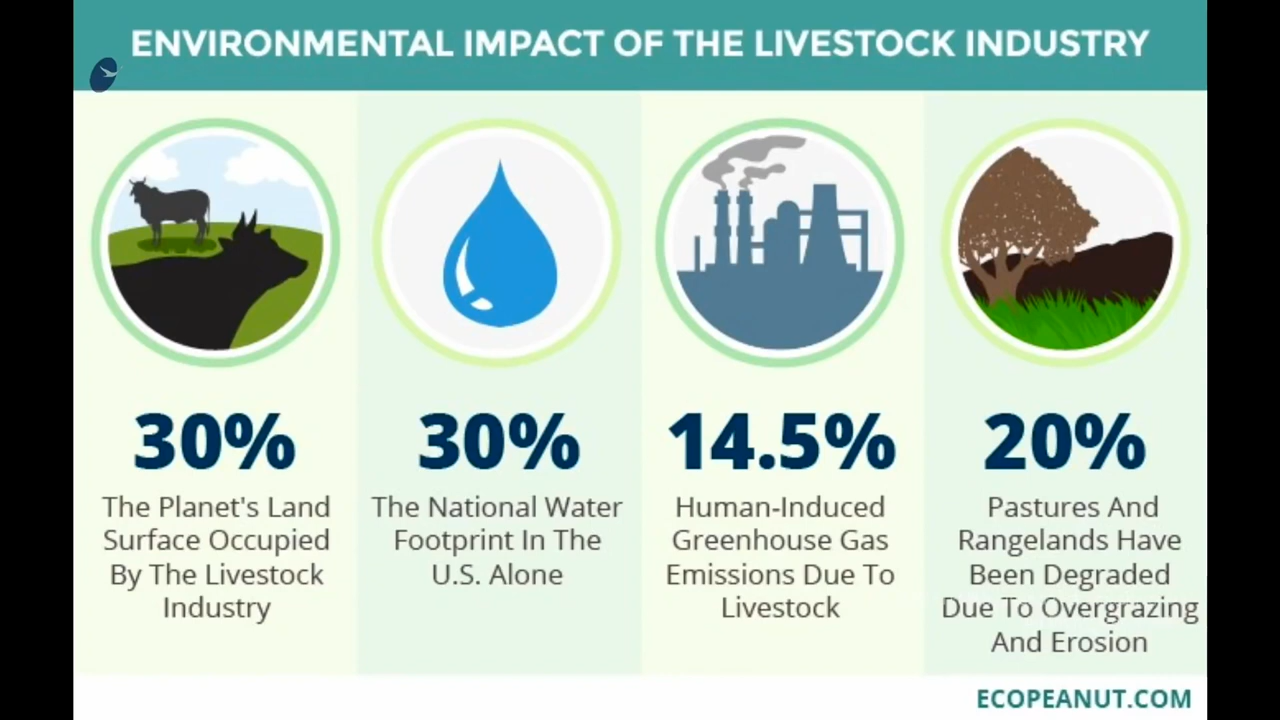 ENVIRONMENTAL IMPACT OF THE LIVESTOCK INDUSTRY
30%
The Planet's Land
Surface Occupied
By The Livestock
Industry
30%
The National Water
Footprint In The
U.S. Alone
14.5%
Human-Induced
Greenhouse Gas
Emissions Due To
Livestock
20%
Pastures And
Rangelands Have
Been Degraded
Due To Overgrazing
And Erosion
ECOPEANUT.COM